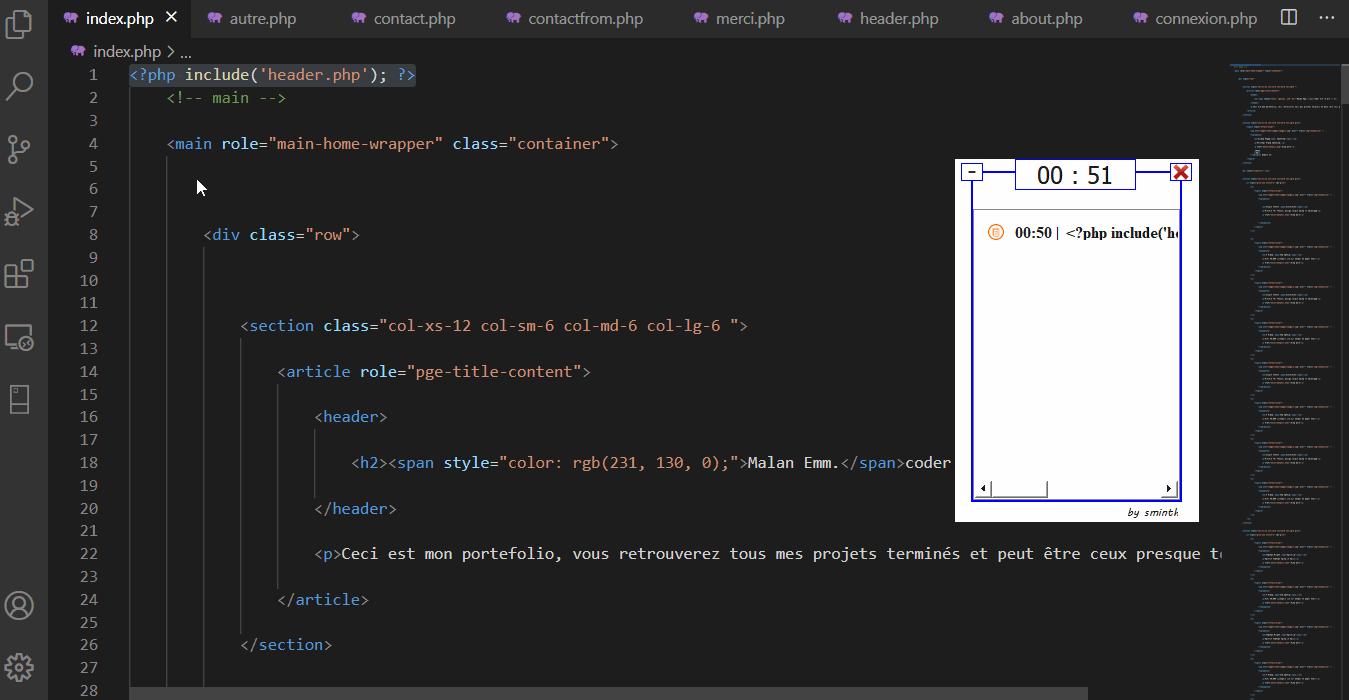 index.php autre.php contact.php contactfrom.php merci.php header.php about.php connexion.php
index.php > ...
1 <?php include('header.php'); ?>
2 <!-- main -->
3
4 <main role="main-home-wrapper" class="container">
5
6
7
8 <div class="row">
9
10
11
12 <section class="col-xs-12 col-sm-6 col-md-6 col-lg-6 ">
13
14 <article role="pge-title-content">
15
16 <header>
17
18 <h2><span style="color: rgb(231, 130, 0);">Malan Emm.</span>coder
19
20 </header>
21
22 <p>Ceci est mon portefolio, vous retrouverez tous mes projets terminés et peut être ceux presque
23
24 </article>
25
26 </section>
27
28
00 : 51
00:50 | <?php include('he
by sminth